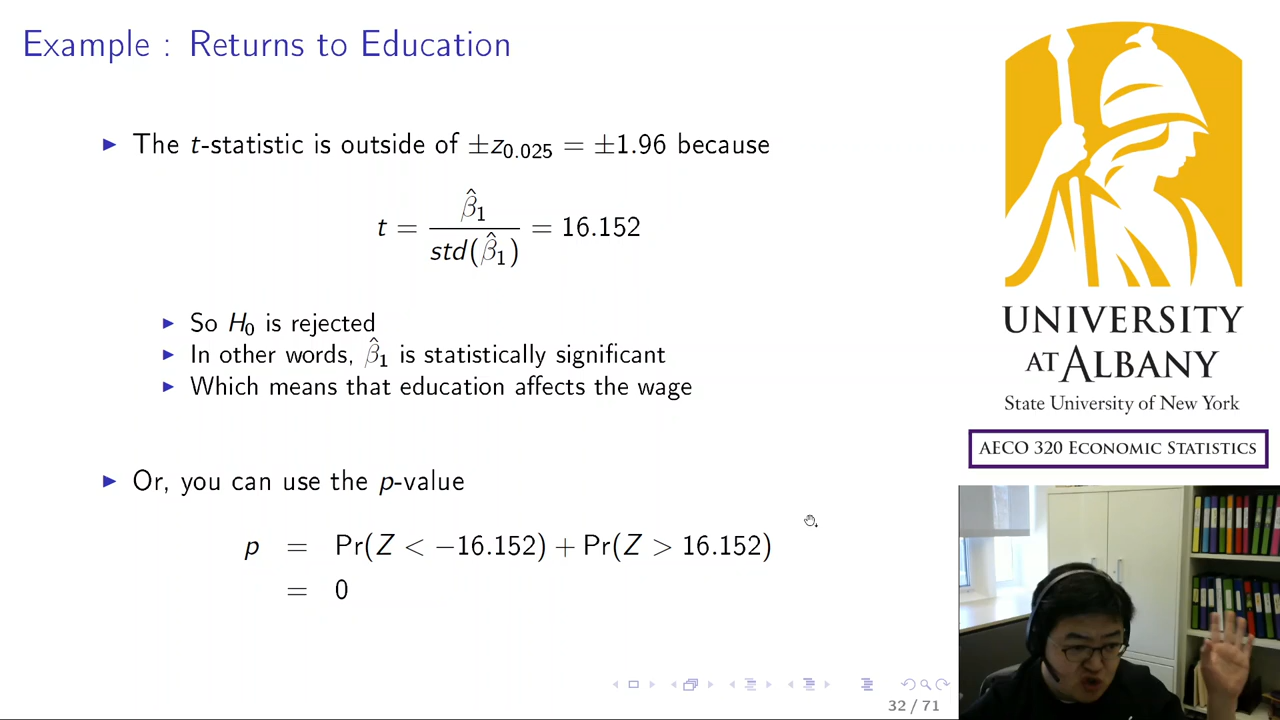 Example : Returns to Education
▶ The t-statistic is outside of ±z₀.₀₂₅ = ±1.96 because
t = β̂₁ / std(β̂₁) = 16.152
▶ So H₀ is rejected
▶ In other words, β̂₁ is statistically significant
▶ Which means that education affects the wage
▶ Or, you can use the p-value
p = Pr(Z < −16.152) + Pr(Z > 16.152)
= 0
32 / 71
UNIVERSITY
AT ALBANY
State University of New York
AECO 320 ECONOMIC STATISTICS